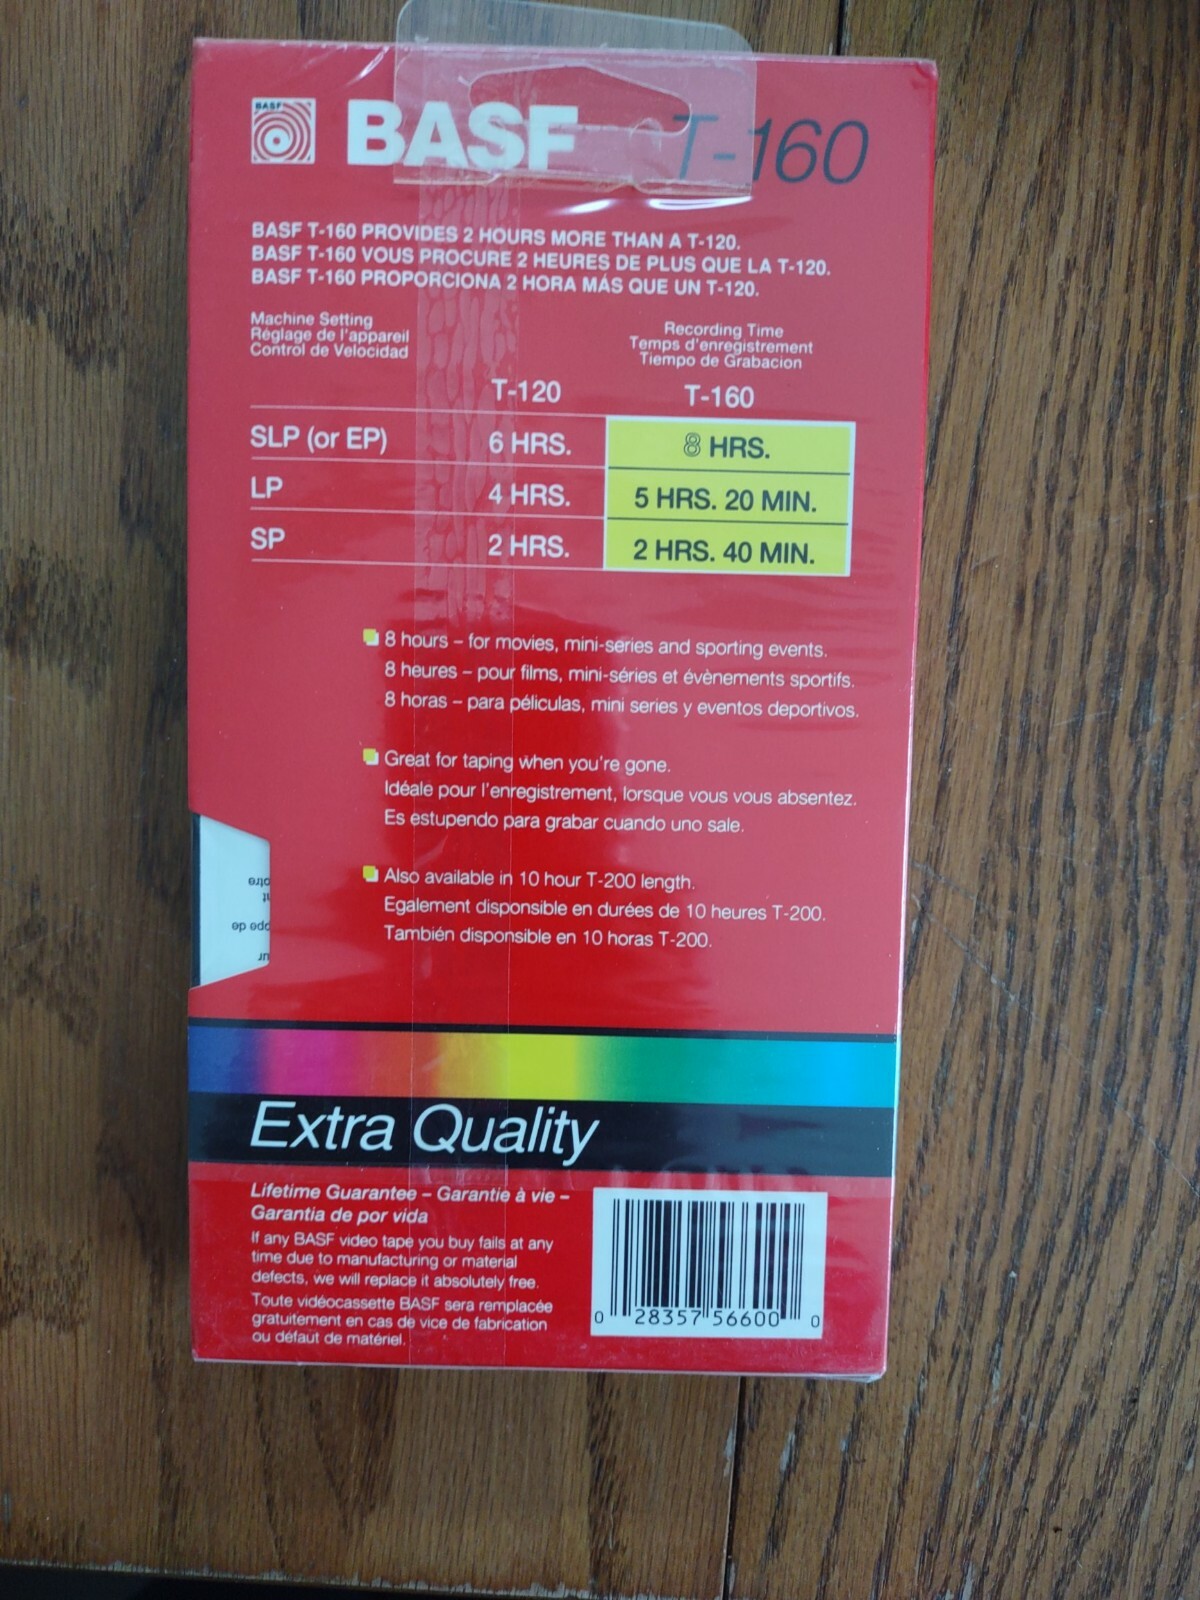 BASF
BASF T-160
BASF T-160 PROVIDES 2 HOURS MORE THAN A T-120.
BASF T-160 VOUS PROCURE 2 HEURES DE PLUS QUE LA T-120.
BASF T-160 PROPORCIONA 2 HORA MÁS QUE UN T-120.
Machine Setting
Réglage de l'appareil
Control de Velocidad
Recording Time
Temps d'enregistrement
Tiempo de Grabacion
T-120 T-160
SLP (or EP) 6 HRS. 8 HRS.
LP 4 HRS. 5 HRS. 20 MIN.
SP 2 HRS. 2 HRS. 40 MIN.
8 hours – for movies, mini-series and sporting events.
8 heures – pour films, mini-séries et évènements sportifs.
8 horas – para películas, mini series y eventos deportivos.
Great for taping when you're gone.
Idéale pour l'enregistrement, lorsque vous vous absentez.
Es estupendo para grabar cuando uno sale.
Also available in 10 hour T-200 length.
Egalement disponsible en durées de 10 heures T-200.
También disponsible en 10 horas T-200.
Extra Quality
Lifetime Guarantee – Garantie à vie –
Garantia de por vida
If any BASF video tape you buy fails at any
time due to manufacturing or material
defects, we will replace it absolutely free.
Toute vidéocassette BASF sera remplacée
gratuitement en cas de vice de fabrication
ou défaut de matériel.
0 28357 56600 0